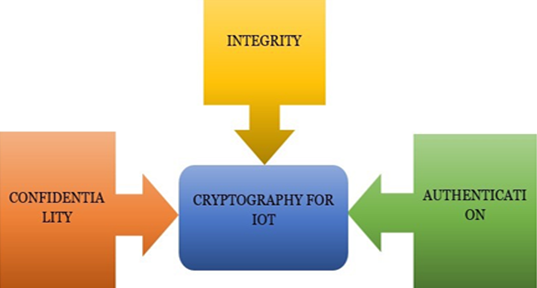 INTEGRITY
CONFIDENTIA
LITY
CRYPTOGRAPHY FOR
IOT
AUTHENTICATI
ON